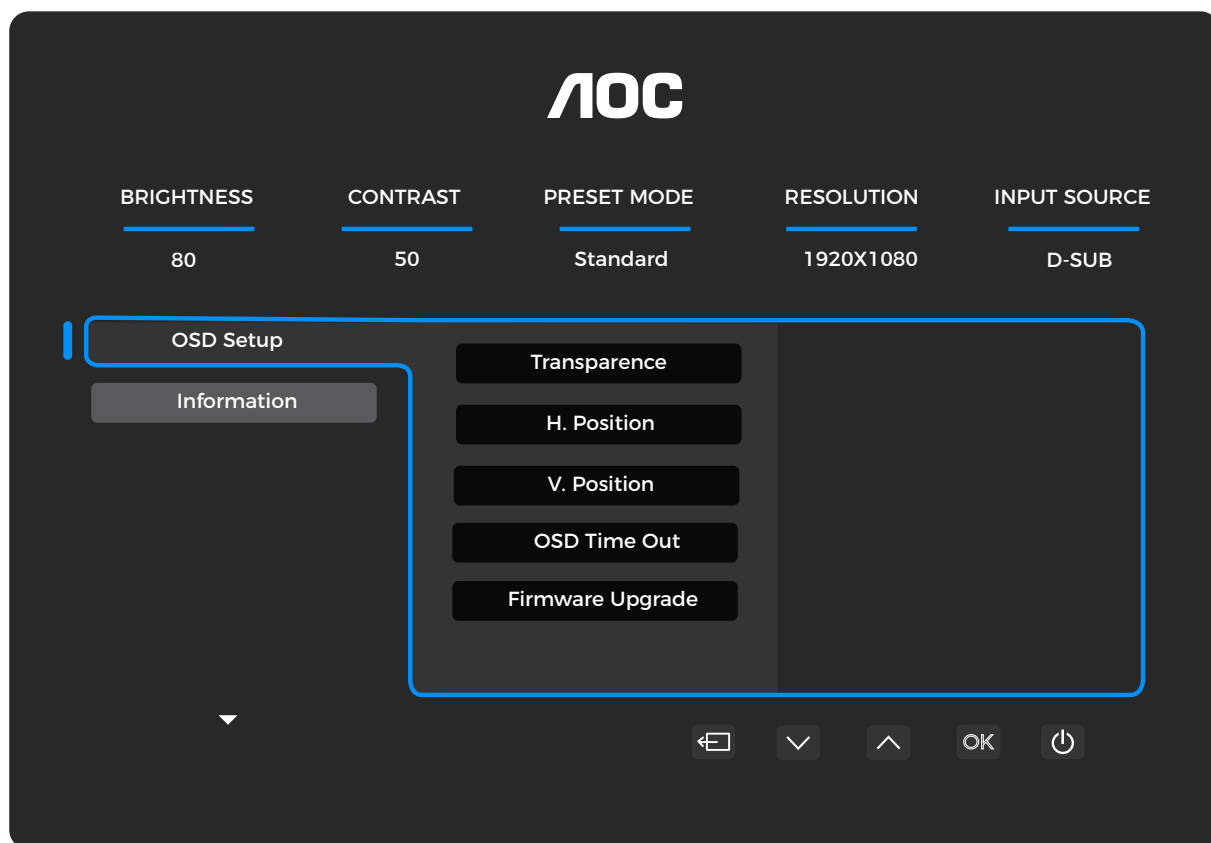 AOC
BRIGHTNESS CONTRAST PRESET MODE RESOLUTION INPUT SOURCE
80 50 Standard 1920X1080 D-SUB
OSD Setup
Transparence
Information
H. Position
V. Position
OSD Time Out
Firmware Upgrade
OK